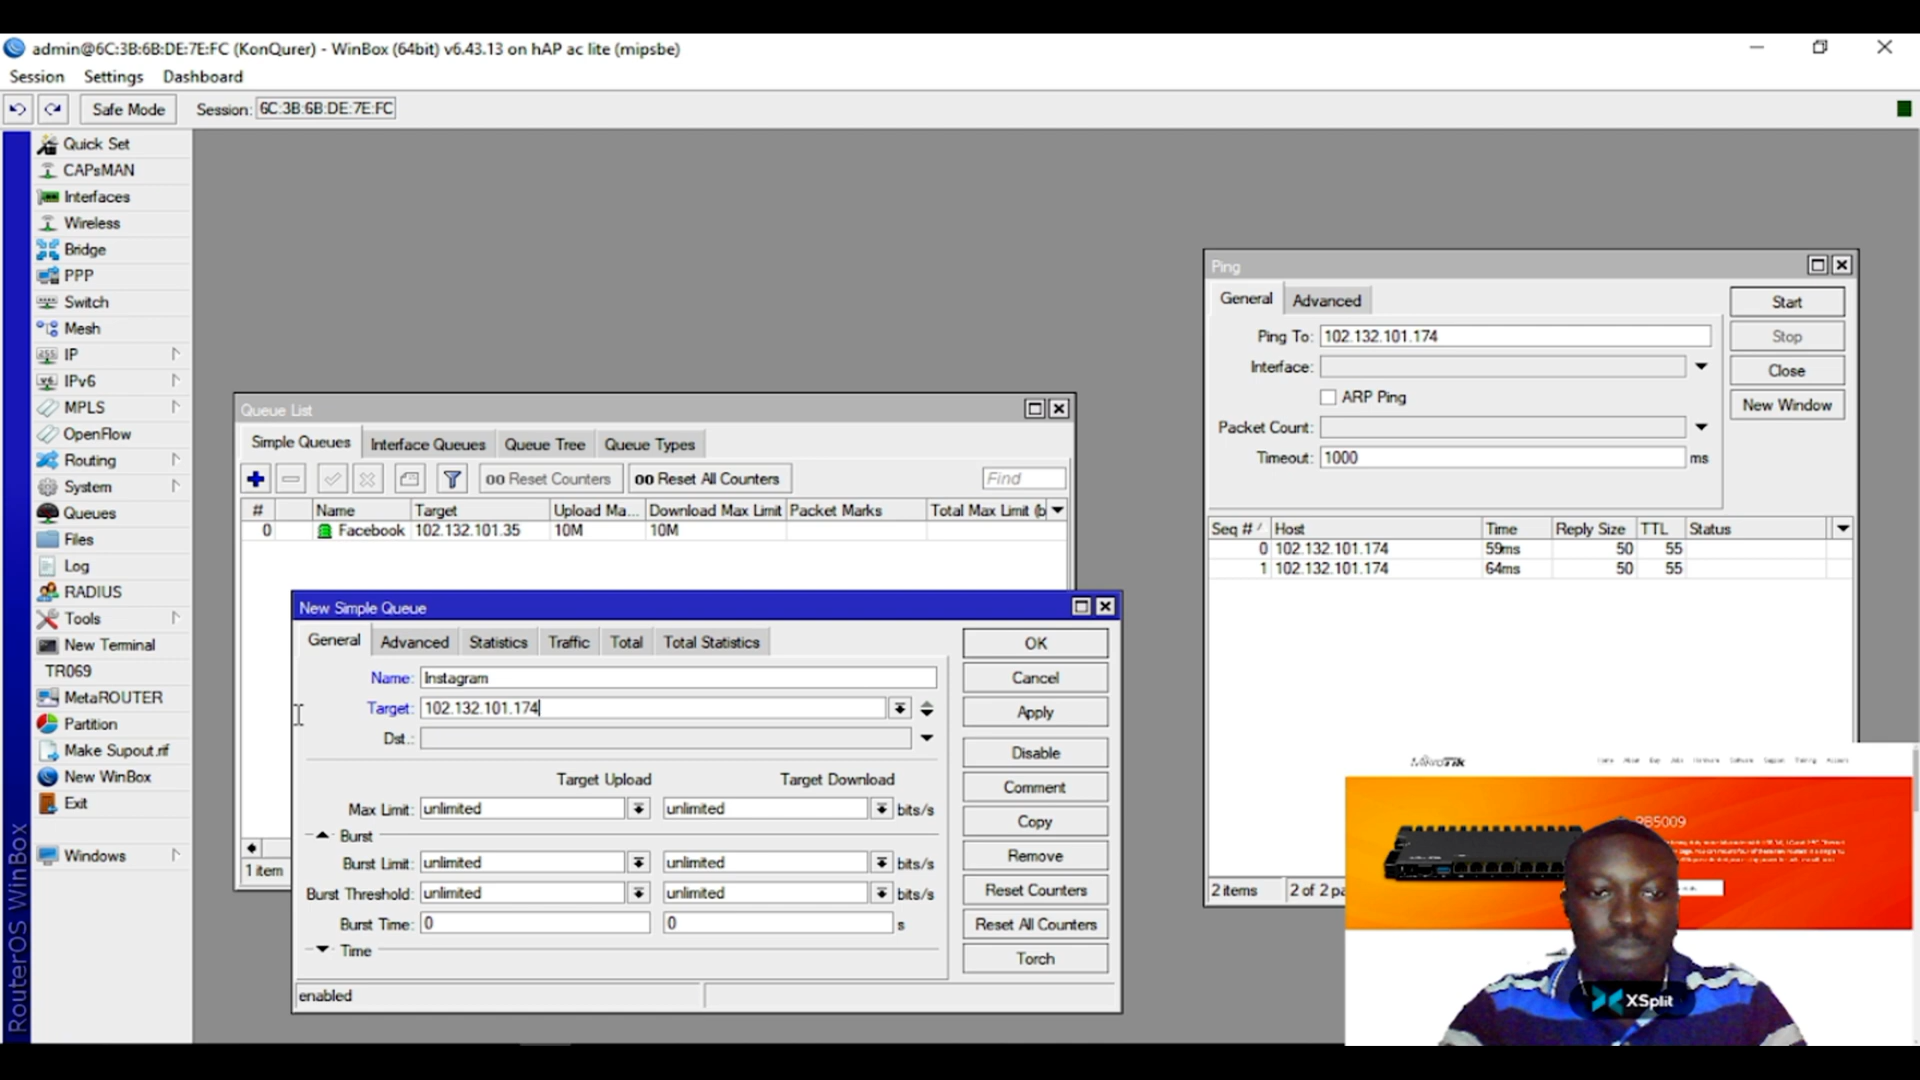 admin@6C:3B:6B:DE:7E:FC (KonQurer) - WinBox (64bit) v6.43.13 on hAP ac lite (mipsbe)
Session Settings Dashboard
Safe Mode Session: 6C:3B:6B:DE:7E:FC
Quick Set
CAPsMAN
Interfaces
Wireless
Bridge
PPP
Switch
Mesh
IP
IPv6
MPLS
OpenFlow
Routing
System
Queues
Files
Log
RADIUS
Tools
New Terminal
TR069
MetaROUTER
Partition
Make Supout.rif
New WinBox
Exit
Windows
RouterOS WinBox
Queue List
Simple Queues Interface Queues Queue Tree Queue Types
00 Reset Counters 00 Reset All Counters Find
# Name Target Upload Ma... Download Max Limit Packet Marks Total Max Limit (b
0 Facebook 102.132.101.35 10M 10M
1 item
New Simple Queue
General Advanced Statistics Traffic Total Total Statistics
Name: Instagram
Target: 102.132.101.174
Dst.:
Target Upload Target Download
Max Limit: unlimited unlimited bits/s
Burst
Burst Limit: unlimited unlimited bits/s
Burst Threshold: unlimited unlimited bits/s
Burst Time: 0 0 s
Time
enabled
OK
Cancel
Apply
Disable
Comment
Copy
Remove
Reset Counters
Reset All Counters
Torch
Ping
General Advanced
Ping To: 102.132.101.174
Interface:
ARP Ping
Packet Count:
Timeout: 1000 ms
Start
Stop
Close
New Window
Seq # Host Time Reply Size TTL Status
0 102.132.101.174 59ms 50 55
1 102.132.101.174 64ms 50 55
2 items 2 of 2 pa
MikroTik
RB5009
XSplit